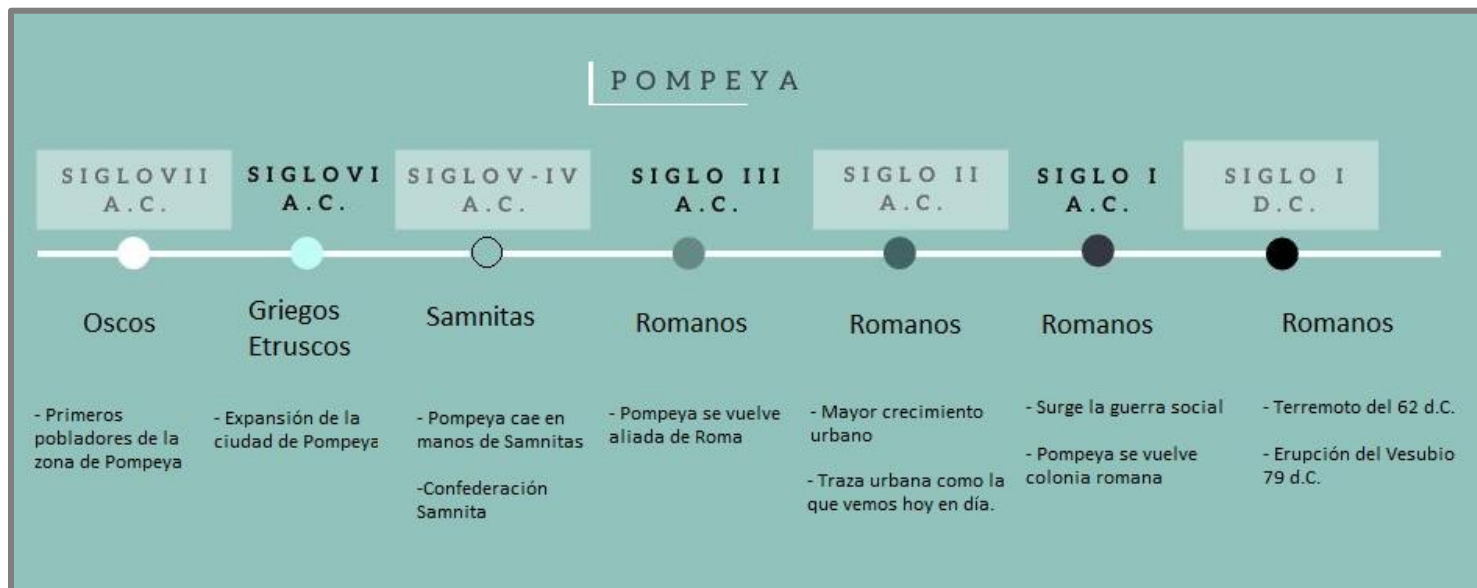 POMPEYA
SIGLOVII
A.C.
SIGLOVI
A.C.
SIGLOV-IV
A.C.
SIGLO III
A.C.
SIGLO II
A.C.
SIGLO I
A.C.
SIGLO I
D.C.
Oscos
Griegos
Etruscos
Samnitas
Romanos
Romanos
Romanos
Romanos
- Primeros
pobladores de la
zona de Pompeya
- Expansión de la
ciudad de Pompeya
- Pompeya cae en
manos de Samnitas
-Confederación
Samnita
- Pompeya se vuelve
aliada de Roma
- Mayor crecimiento
urbano
- Traza urbana como la
que vemos hoy en día.
- Surge la guerra social
- Pompeya se vuelve
colonia romana
- Terremoto del 62 d.C.
- Erupción del Vesubio
79 d.C.